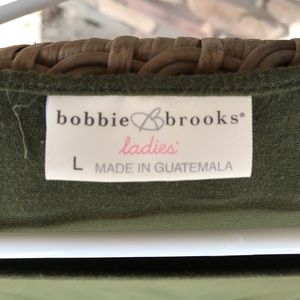 bobbie B brooks®
ladies'
L MADE IN GUATEMALA